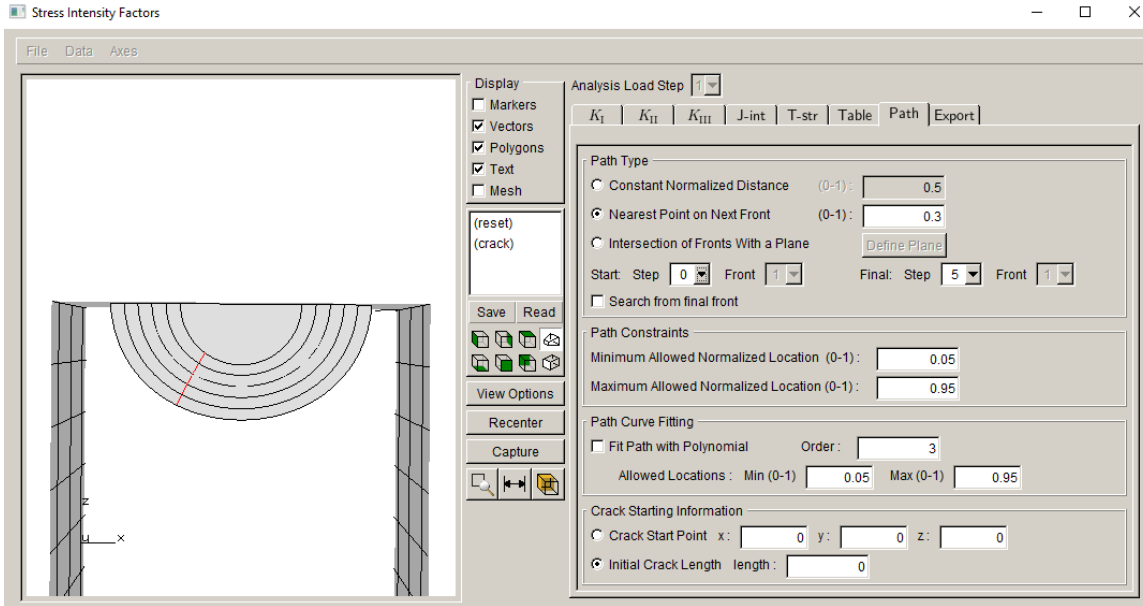 Stress Intensity Factors
File Data Axes
Display
Markers
Vectors
Polygons
Text
Mesh
(reset)
(crack)
Save Read
View Options
Recenter
Capture
z
y x
Analysis Load Step 1
KI KII KIII J-int T-str Table Path Export
Path Type
Constant Normalized Distance (0-1) : 0.5
Nearest Point on Next Front (0-1) : 0.3
Intersection of Fronts With a Plane Define Plane
Start: Step 0 Front 1 Final: Step 5 Front 1
Search from final front
Path Constraints
Minimum Allowed Normalized Location (0-1) : 0.05
Maximum Allowed Normalized Location (0-1) : 0.95
Path Curve Fitting
Fit Path with Polynomial Order : 3
Allowed Locations : Min (0-1) 0.05 Max (0-1) 0.95
Crack Starting Information
Crack Start Point x : 0 y : 0 z : 0
Initial Crack Length length : 0